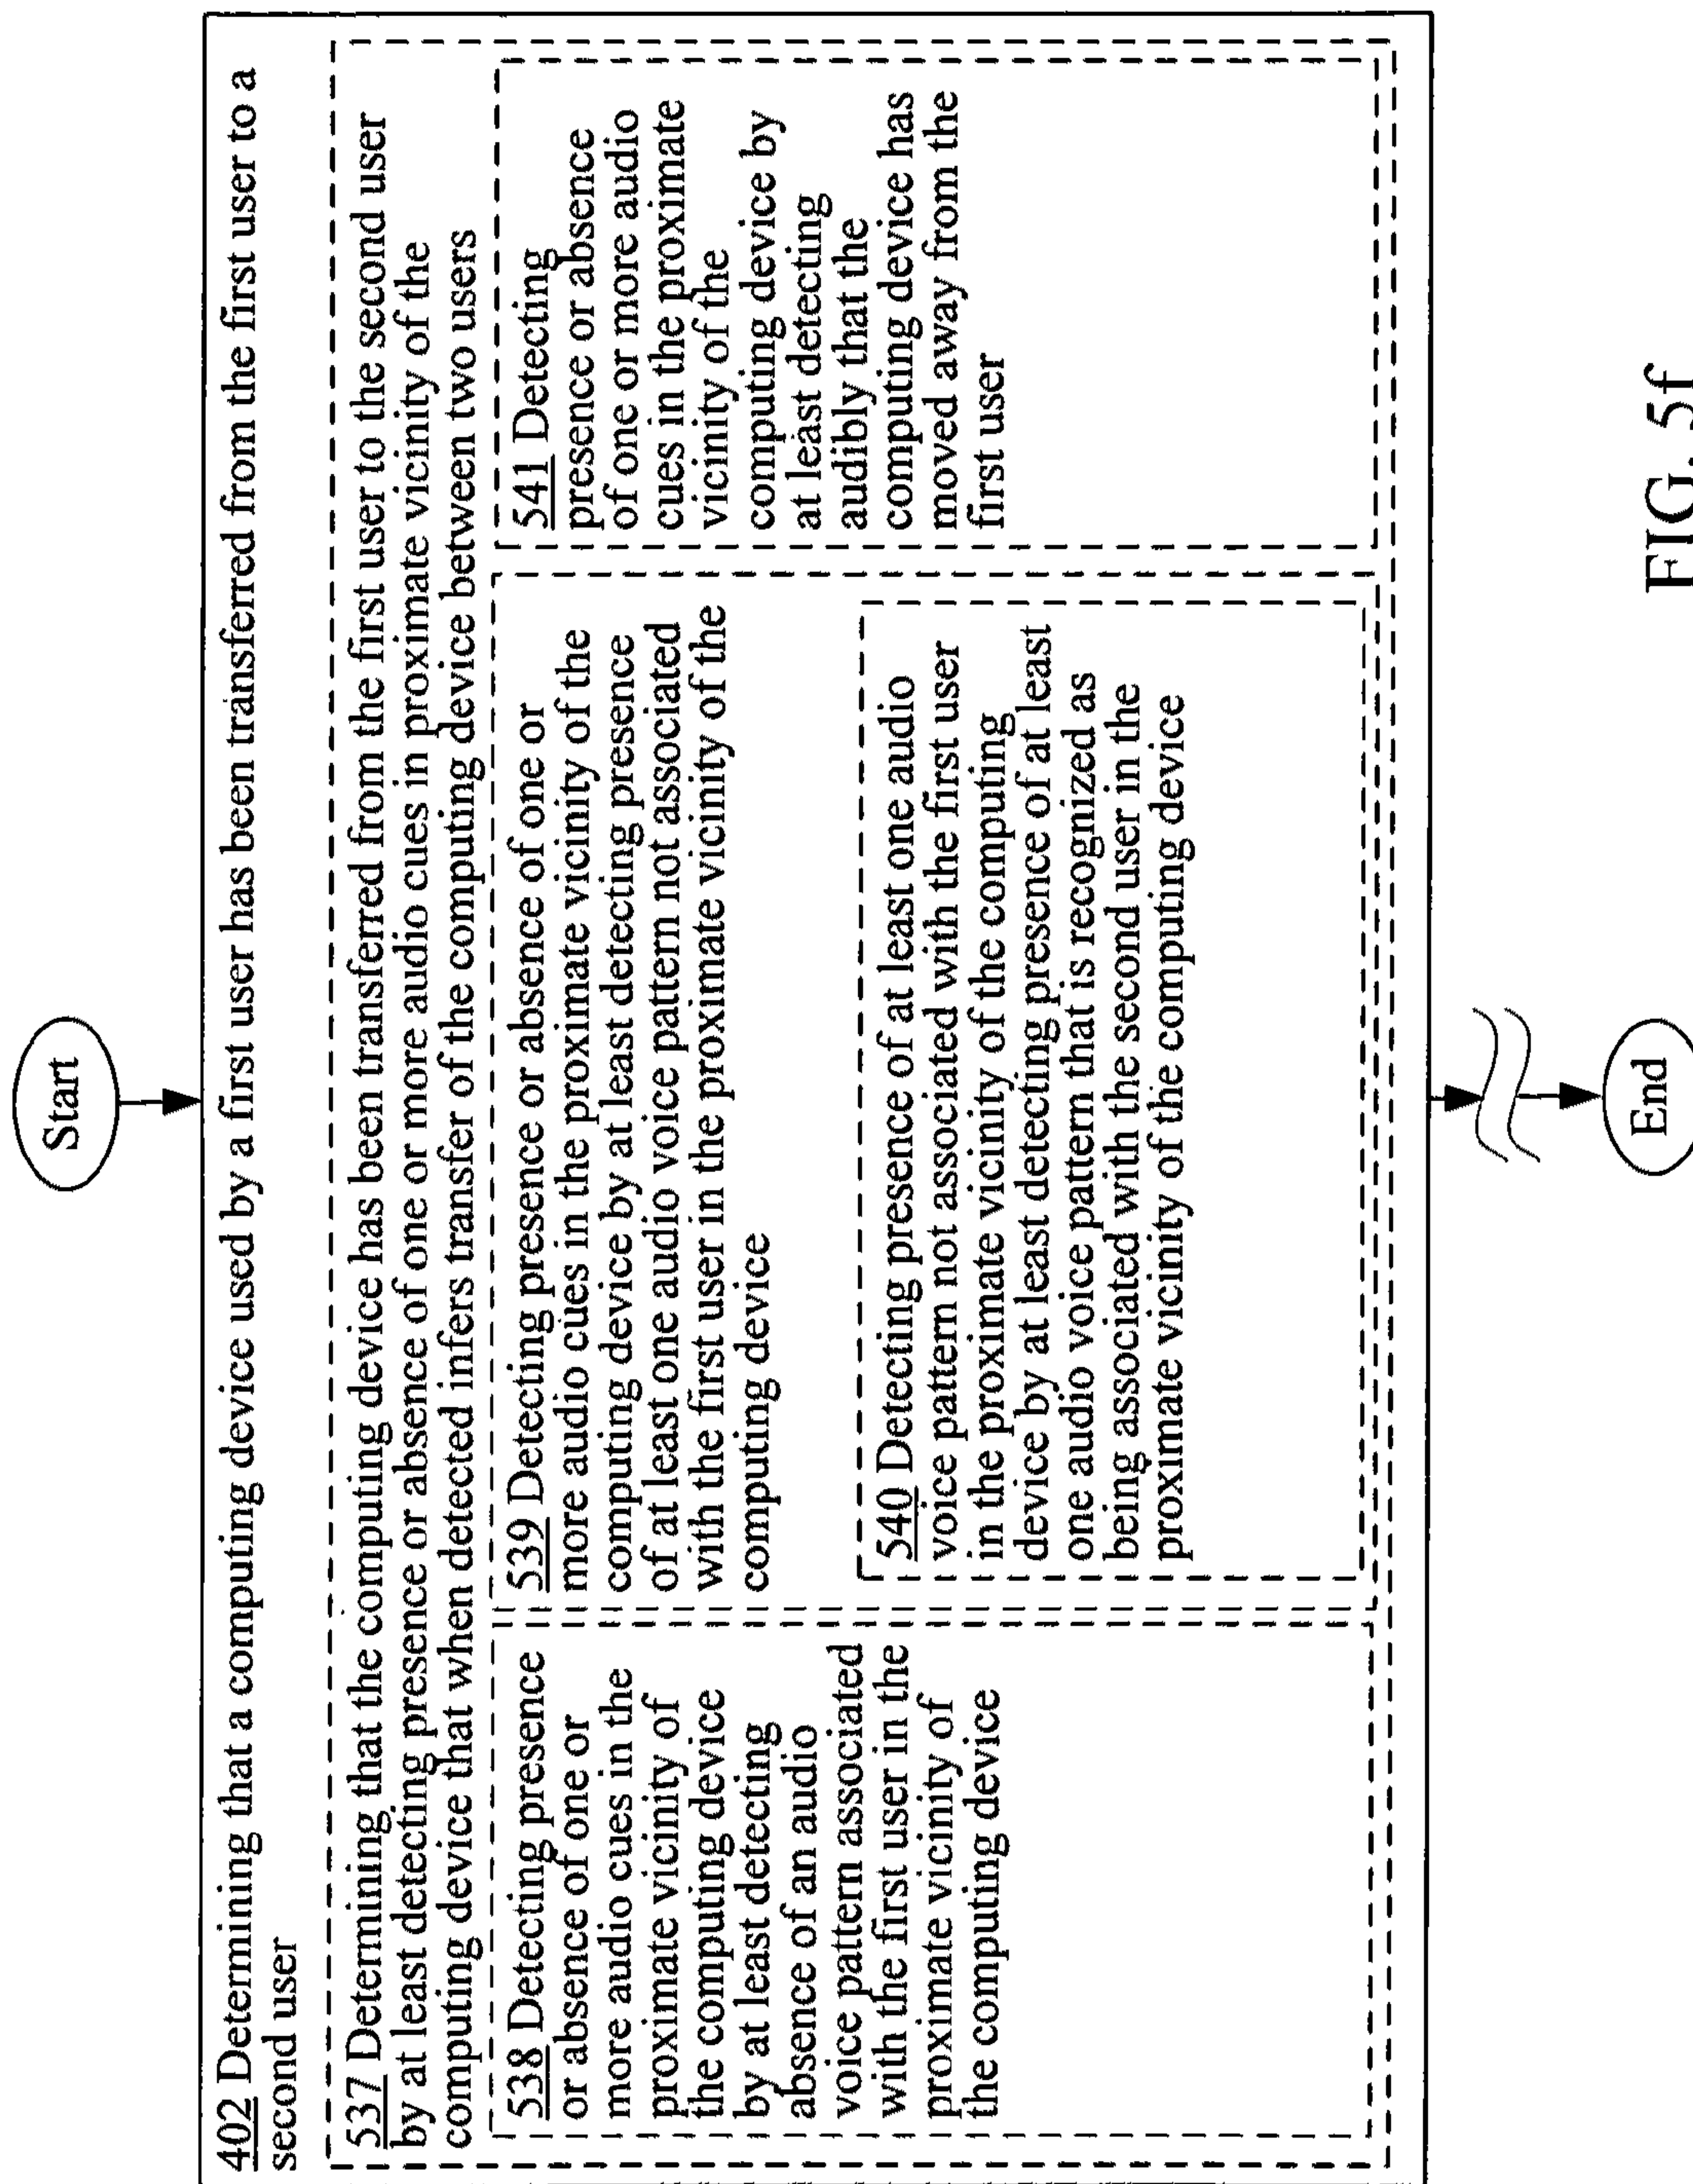 Start
402 Determining that a computing device used by a first user has been transferred from the first user to a
second user
537 Determining that the computing device has been transferred from the first user to the second user
by at least detecting presence or absence of one or more audio cues in proximate vicinity of the
computing device that when detected infers transfer of the computing device between two users
538 Detecting presence
or absence of one or
more audio cues in the
proximate vicinity of
the computing device
by at least detecting
absence of an audio
voice pattern associated
with the first user in the
proximate vicinity of
the computing device
539 Detecting presence or absence of one or
more audio cues in the proximate vicinity of the
computing device by at least detecting presence
of at least one audio voice pattern not associated
with the first user in the proximate vicinity of the
computing device
540 Detecting presence of at least one audio
voice pattern not associated with the first user
in the proximate vicinity of the computing
device by at least detecting presence of at least
one audio voice pattern that is recognized as
being associated with the second user in the
proximate vicinity of the computing device
541 Detecting
presence or absence
of one or more audio
cues in the proximate
vicinity of the
computing device by
at least detecting
audibly that the
computing device has
moved away from the
first user
End
FIG. 5f